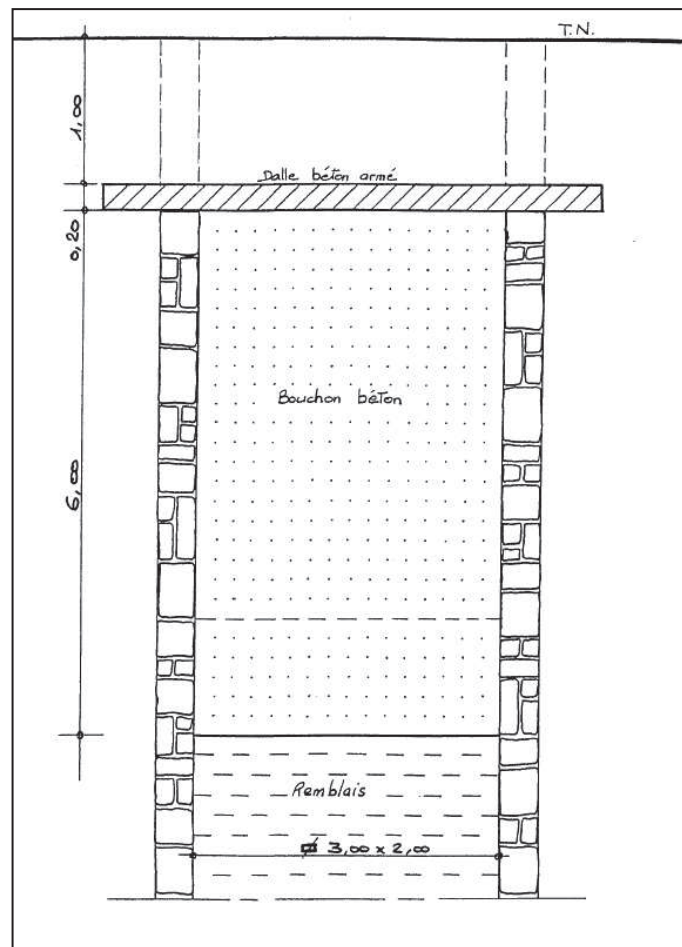 T.N.
1,00
Dalle béton armé
0,20
Bouchon béton
6,00
Remblais
3,00 x 2,00